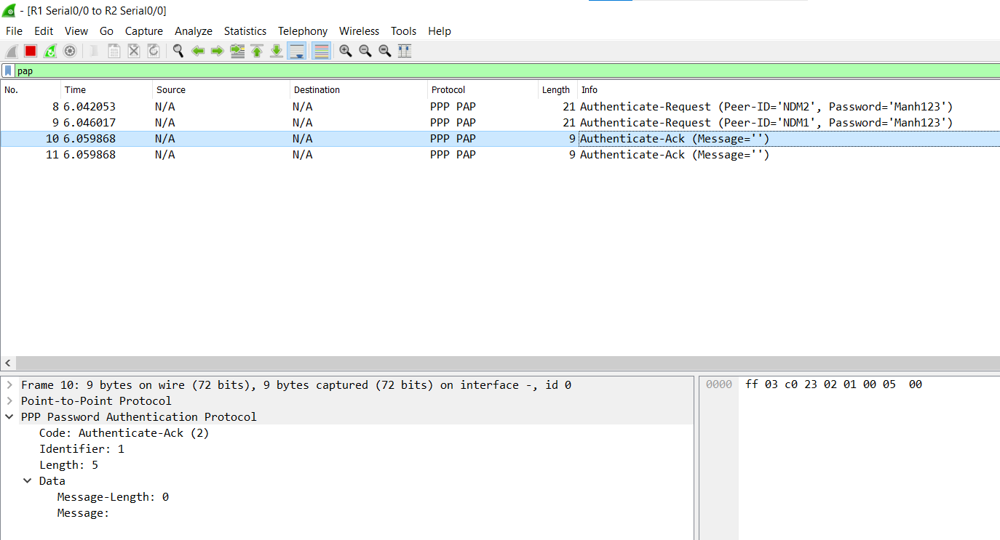 - [R1 Serial0/0 to R2 Serial0/0]
File Edit View Go Capture Analyze Statistics Telephony Wireless Tools Help
pap
No. Time Source Destination Protocol Length Info
8 6.042053 N/A N/A PPP PAP 21 Authenticate-Request (Peer-ID='NDM2', Password='Manh123')
9 6.046017 N/A N/A PPP PAP 21 Authenticate-Request (Peer-ID='NDM1', Password='Manh123')
10 6.059868 N/A N/A PPP PAP 9 Authenticate-Ack (Message='')
11 6.059868 N/A N/A PPP PAP 9 Authenticate-Ack (Message='')
Frame 10: 9 bytes on wire (72 bits), 9 bytes captured (72 bits) on interface -, id 0
Point-to-Point Protocol
PPP Password Authentication Protocol
Code: Authenticate-Ack (2)
Identifier: 1
Length: 5
Data
Message-Length: 0
Message:
0000 ff 03 c0 23 02 01 00 05 00